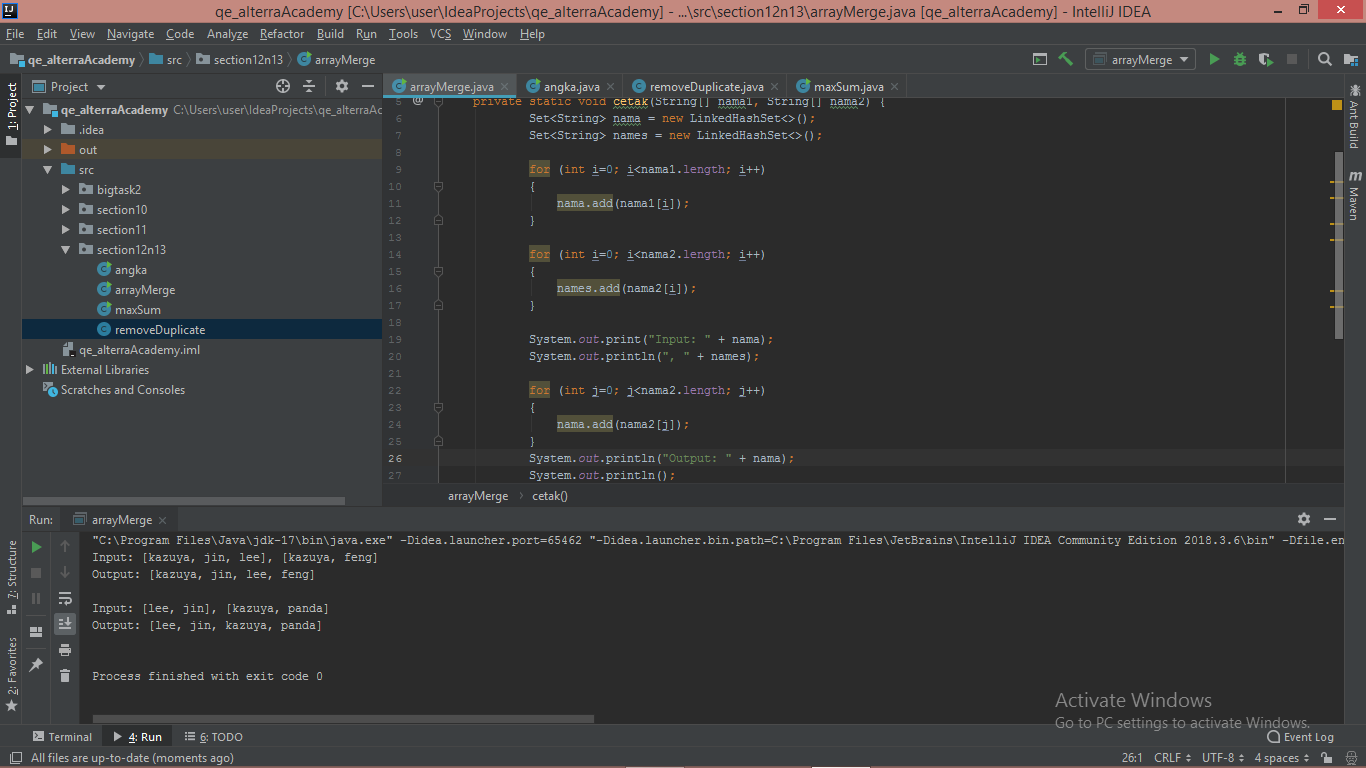 qe_alterraAcademy [C:\Users\user\IdeaProjects\qe_alterraAcademy] - ...\src\section12n13\arrayMerge.java [qe_alterraAcademy] - IntelliJ IDEA
File Edit View Navigate Code Analyze Refactor Build Run Tools VCS Window Help
qe_alterraAcademy src section12n13 arrayMerge arrayMerge
Project
1: Project
qe_alterraAcademy C:\Users\user\IdeaProjects\qe_alterraAc
.idea
out
src
bigtask2
section10
section11
section12n13
angka
arrayMerge
maxSum
removeDuplicate
qe_alterraAcademy.iml
External Libraries
Scratches and Consoles
arrayMerge.java angka.java removeDuplicate.java maxSum.java
5 @ private static void cetak(String[] nama1, String[] nama2) {
6 Set<String> nama = new LinkedHashSet<>();
7 Set<String> names = new LinkedHashSet<>();
8
9 for (int i=0; i<nama1.length; i++)
10 {
11 nama.add(nama1[i]);
12 }
13
14 for (int i=0; i<nama2.length; i++)
15 {
16 names.add(nama2[i]);
17 }
18
19 System.out.print("Input: " + nama);
20 System.out.println(", " + names);
21
22 for (int j=0; j<nama2.length; j++)
23 {
24 nama.add(nama2[j]);
25 }
26 System.out.println("Output: " + nama);
27 System.out.println();
arrayMerge cetak()
Ant Build
Maven
Run: arrayMerge
"C:\Program Files\Java\jdk-17\bin\java.exe" -Didea.launcher.port=65462 "-Didea.launcher.bin.path=C:\Program Files\JetBrains\IntelliJ IDEA Community Edition 2018.3.6\bin" -Dfile.en
Input: [kazuya, jin, lee], [kazuya, feng]
Output: [kazuya, jin, lee, feng]
Input: [lee, jin], [kazuya, panda]
Output: [lee, jin, kazuya, panda]
Process finished with exit code 0
7: Structure
2: Favorites
Activate Windows
Go to PC settings to activate Windows.
Terminal 4: Run 6: TODO Event Log
All files are up-to-date (moments ago) 26:1 CRLF UTF-8 4 spaces